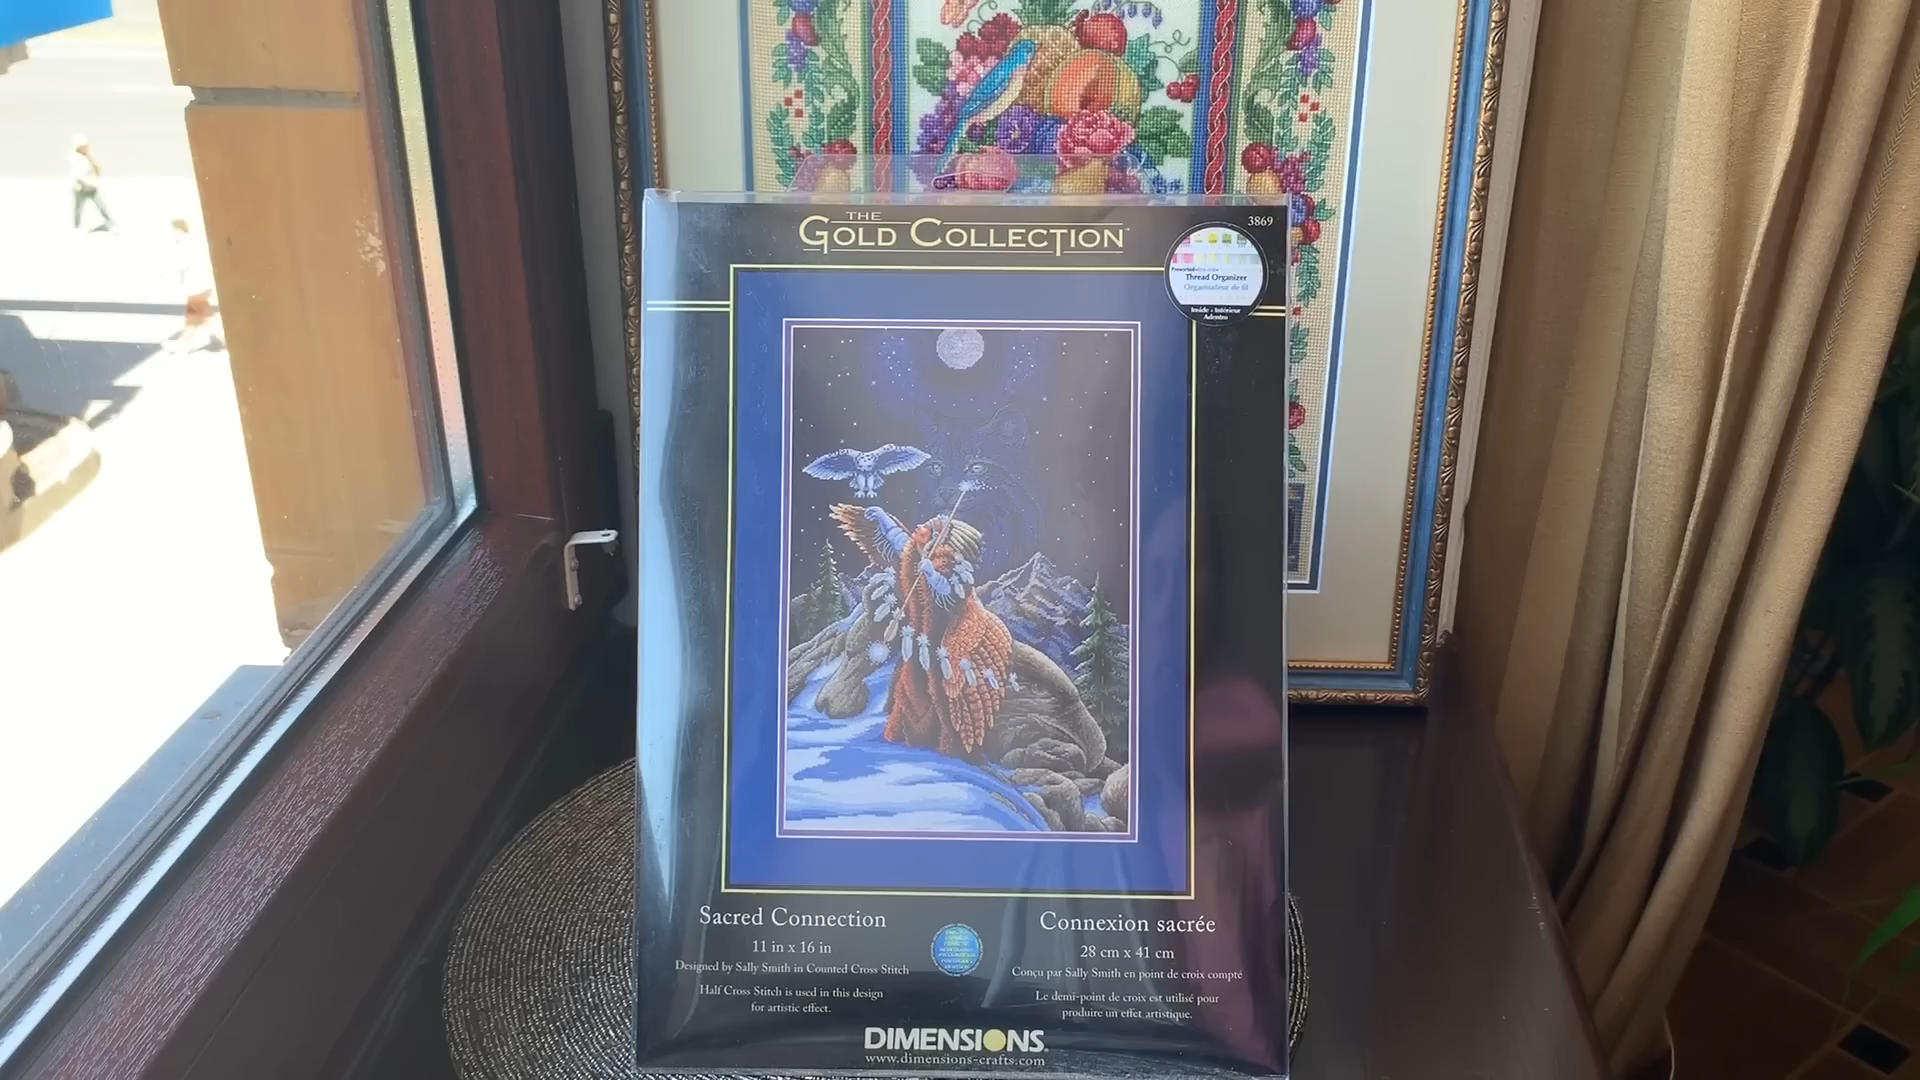 THE
GOLD COLLECTION
3869
Thread Organizer
Organisateur de fil
Inside - Intérieur
Adentro
Sacred Connection
11 in x 16 in
Designed by Sally Smith in Counted Cross Stitch
Half Cross Stitch is used in this design
for artistic effect.
Connexion sacrée
28 cm x 41 cm
Conçu par Sally Smith en point de croix compté
Le demi-point de croix est utilisé pour
produire un effet artistique.
DIMENSIONS
www.dimensions-crafts.com